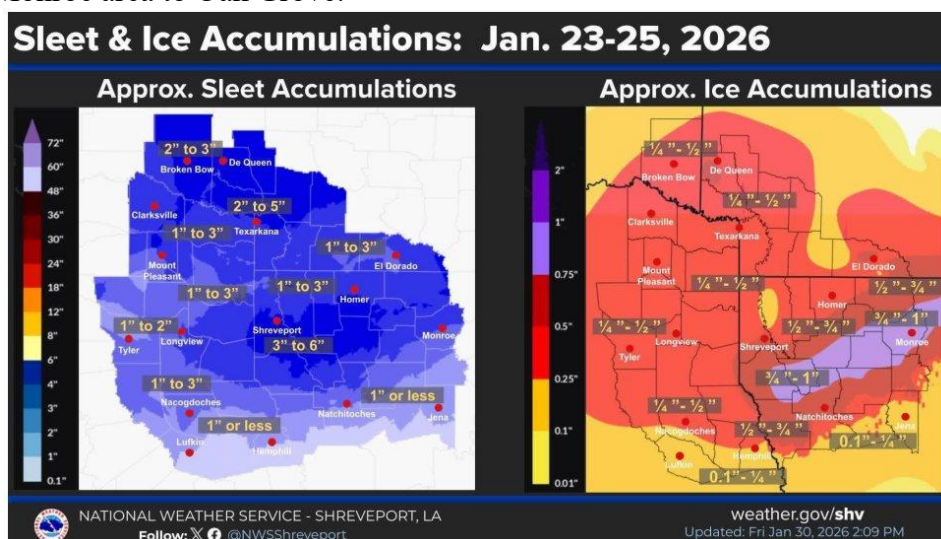 Sleet & Ice Accumulations: Jan. 23-25, 2026
Approx. Sleet Accumulations
72"
60"
48"
36"
30"
24"
18"
12"
8"
6"
4"
3"
2"
1"
0.1"
2" to 3"
Broken Bow
De Queen
Clarksville
2" to 5"
Texarkana
1" to 3"
Mount
Pleasant
1" to 3"
El Dorado
1" to 3"
1" to 3"
Homer
1" to 2"
Tyler
Longview
Shreveport
3" to 6"
Monroe
1" to 3"
Nacogdoches
1" or less
Natchitoches
Jena
1" or less
Lufkin
Hemphill
Approx. Ice Accumulations
2"
1"
0.75"
0.5"
0.25"
0.1"
0.01"
¼"- ½"
Broken Bow
De Queen
¼"- ½"
Clarksville
Texarkana
Mount
Pleasant
¼"- ½"
El Dorado
½"- ¾"
Homer
¾"- 1"
¼"- ½"
Longview
Tyler
Shreveport
½"- ¾"
Monroe
¾"- 1"
¼"- ½"
Natchitoches
Nacogdoches
½"- ¾"
Jena
0.1"- ¼"
Lufkin
Hemphill
0.1"- ¼"
NATIONAL WEATHER SERVICE - SHREVEPORT, LA
Follow: @NWSShreveport
weather.gov/shv
Updated: Fri Jan 30, 2026 2:09 PM